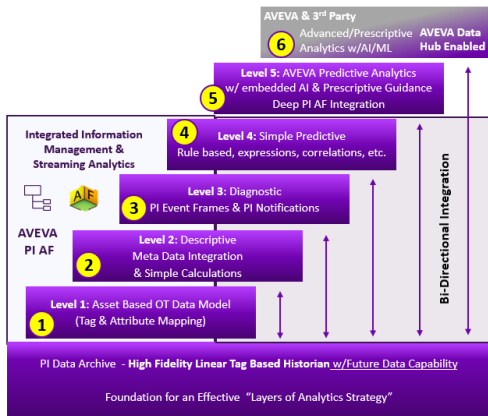 AVEVA & 3rd Party
6
Advanced/Prescriptive
Analytics w/AI/ML
AVEVA Data
Hub Enabled
5
Level 5: AVEVA Predictive Analytics
w/ embedded AI & Prescriptive Guidance
Deep PI AF Integration
Integrated Information
Management &
Streaming Analytics
AF
AVEVA
PI AF
4
Level 4: Simple Predictive
Rule based, expressions, correlations, etc.
3
Level 3: Diagnostic
PI Event Frames & PI Notifications
2
Level 2: Descriptive
Meta Data Integration
& Simple Calculations
1
Level 1: Asset Based OT Data Model
(Tag & Attribute Mapping)
Bi-Directional Integration
PI Data Archive - High Fidelity Linear Tag Based Historian w/Future Data Capability
Foundation for an Effective “Layers of Analytics Strategy”